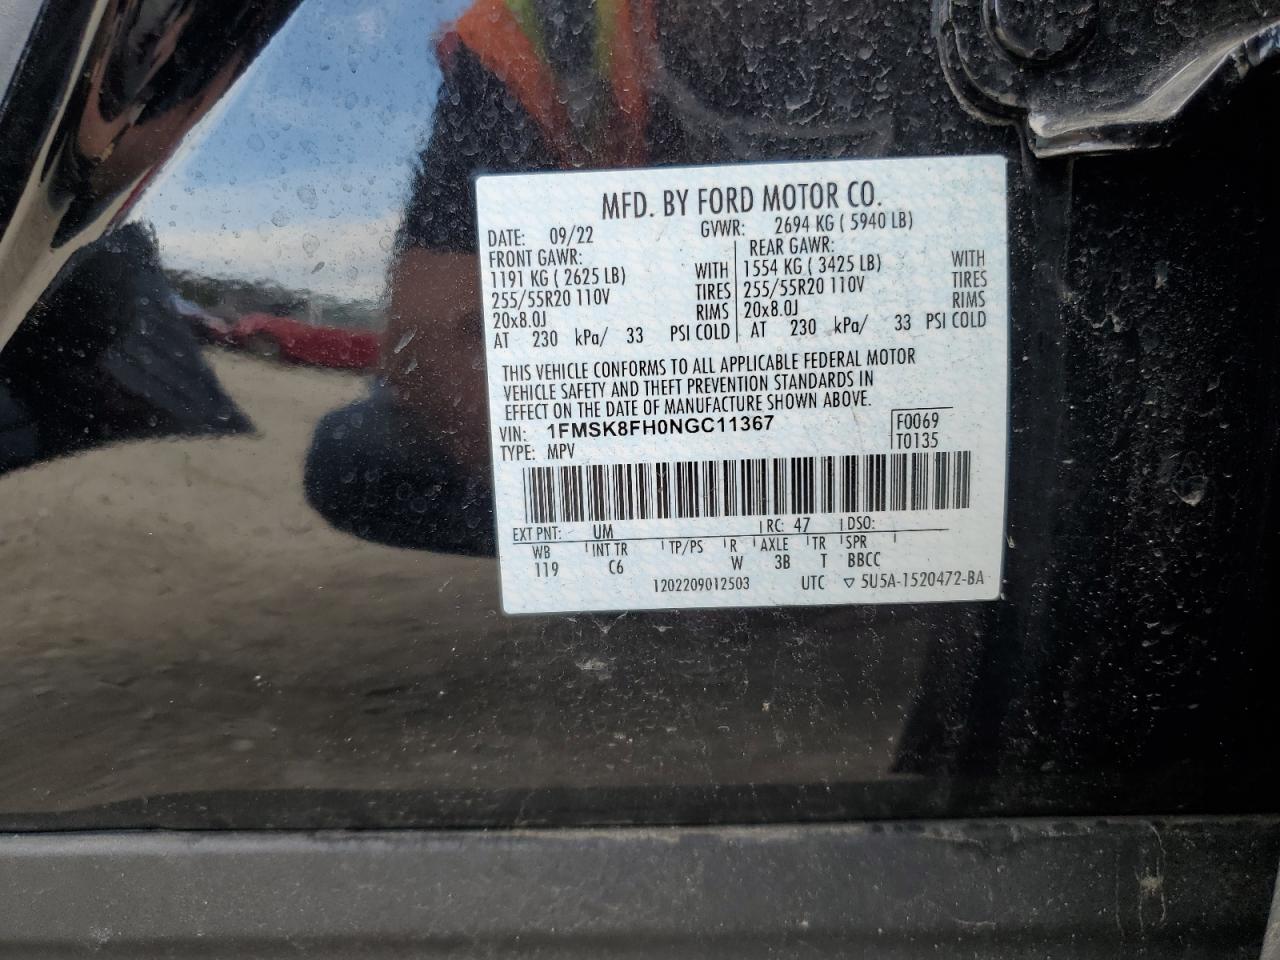 MFD. BY FORD MOTOR CO.
DATE: 09/22 GVWR: 2694 KG ( 5940 LB)
FRONT GAWR: REAR GAWR:
1191 KG ( 2625 LB) WITH 1554 KG ( 3425 LB) WITH
255/55R20 110V TIRES 255/55R20 110V TIRES
20x8.0J RIMS 20x8.0J RIMS
AT 230 kPa/ 33 PSI COLD AT 230 kPa/ 33 PSI COLD
THIS VEHICLE CONFORMS TO ALL APPLICABLE FEDERAL MOTOR
VEHICLE SAFETY AND THEFT PREVENTION STANDARDS IN
EFFECT ON THE DATE OF MANUFACTURE SHOWN ABOVE.
VIN: 1FMSK8FH0NGC11367 F0069
TYPE: MPV T0135
EXT PNT: UM RC: 47 DSO:
WB INT TR TP/PS R AXLE TR SPR
119 C6 W 3B T BBCC
1202209012503 UTC ▽ 5U5A-1520472-BA